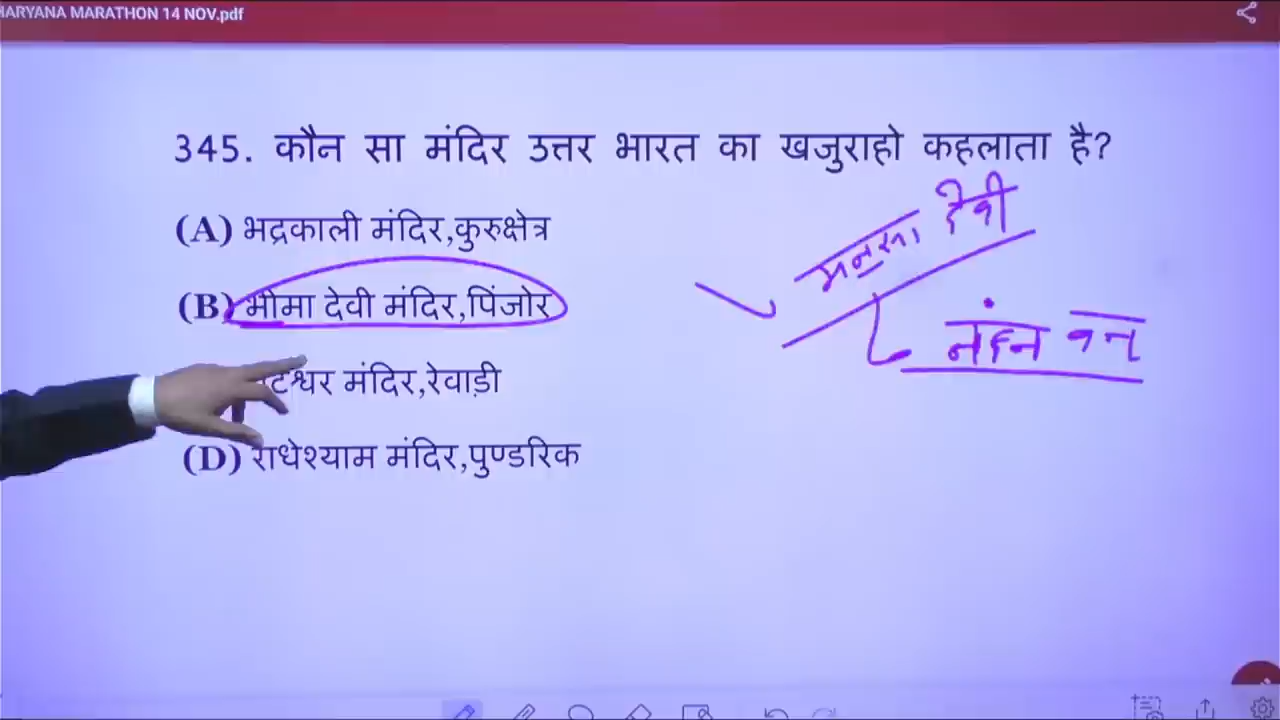 HARYANA MARATHON 14 NOV.pdf
345. कौन सा मंदिर उत्तर भारत का खजुराहो कहलाता है?
(A) भद्रकाली मंदिर,कुरुक्षेत्र
(B) भीमा देवी मंदिर,पिंजोर
टेश्वर मंदिर,रेवाड़ी
(D) राधेश्याम मंदिर,पुण्डरिक
मनसा देवी
नंदन वन